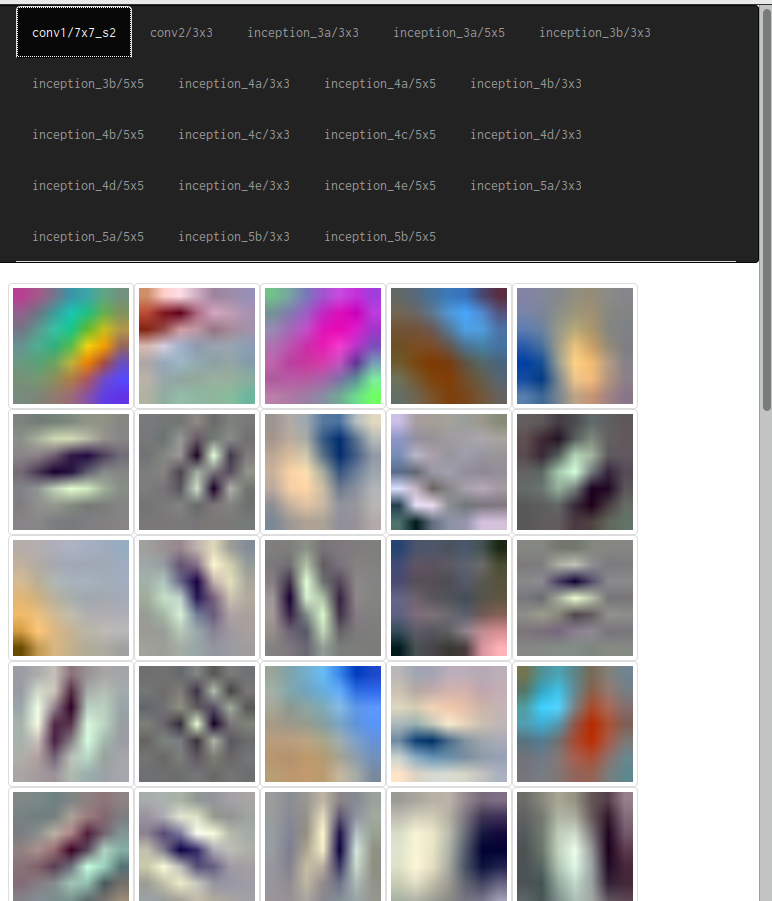 conv1/7x7_s2 conv2/3x3 inception_3a/3x3 inception_3a/5x5 inception_3b/3x3
inception_3b/5x5 inception_4a/3x3 inception_4a/5x5 inception_4b/3x3
inception_4b/5x5 inception_4c/3x3 inception_4c/5x5 inception_4d/3x3
inception_4d/5x5 inception_4e/3x3 inception_4e/5x5 inception_5a/3x3
inception_5a/5x5 inception_5b/3x3 inception_5b/5x5